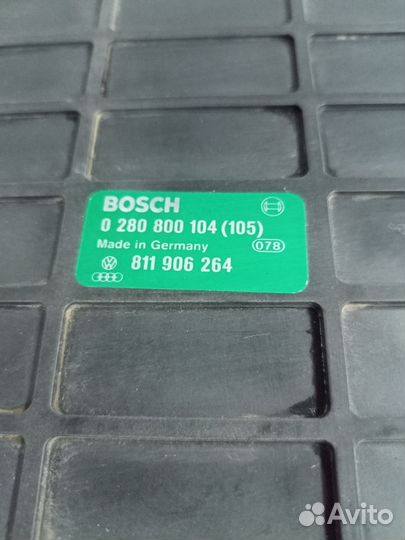 BOSCH
0 280 800 104 (105)
Made in Germany 078
811 906 264
Avito